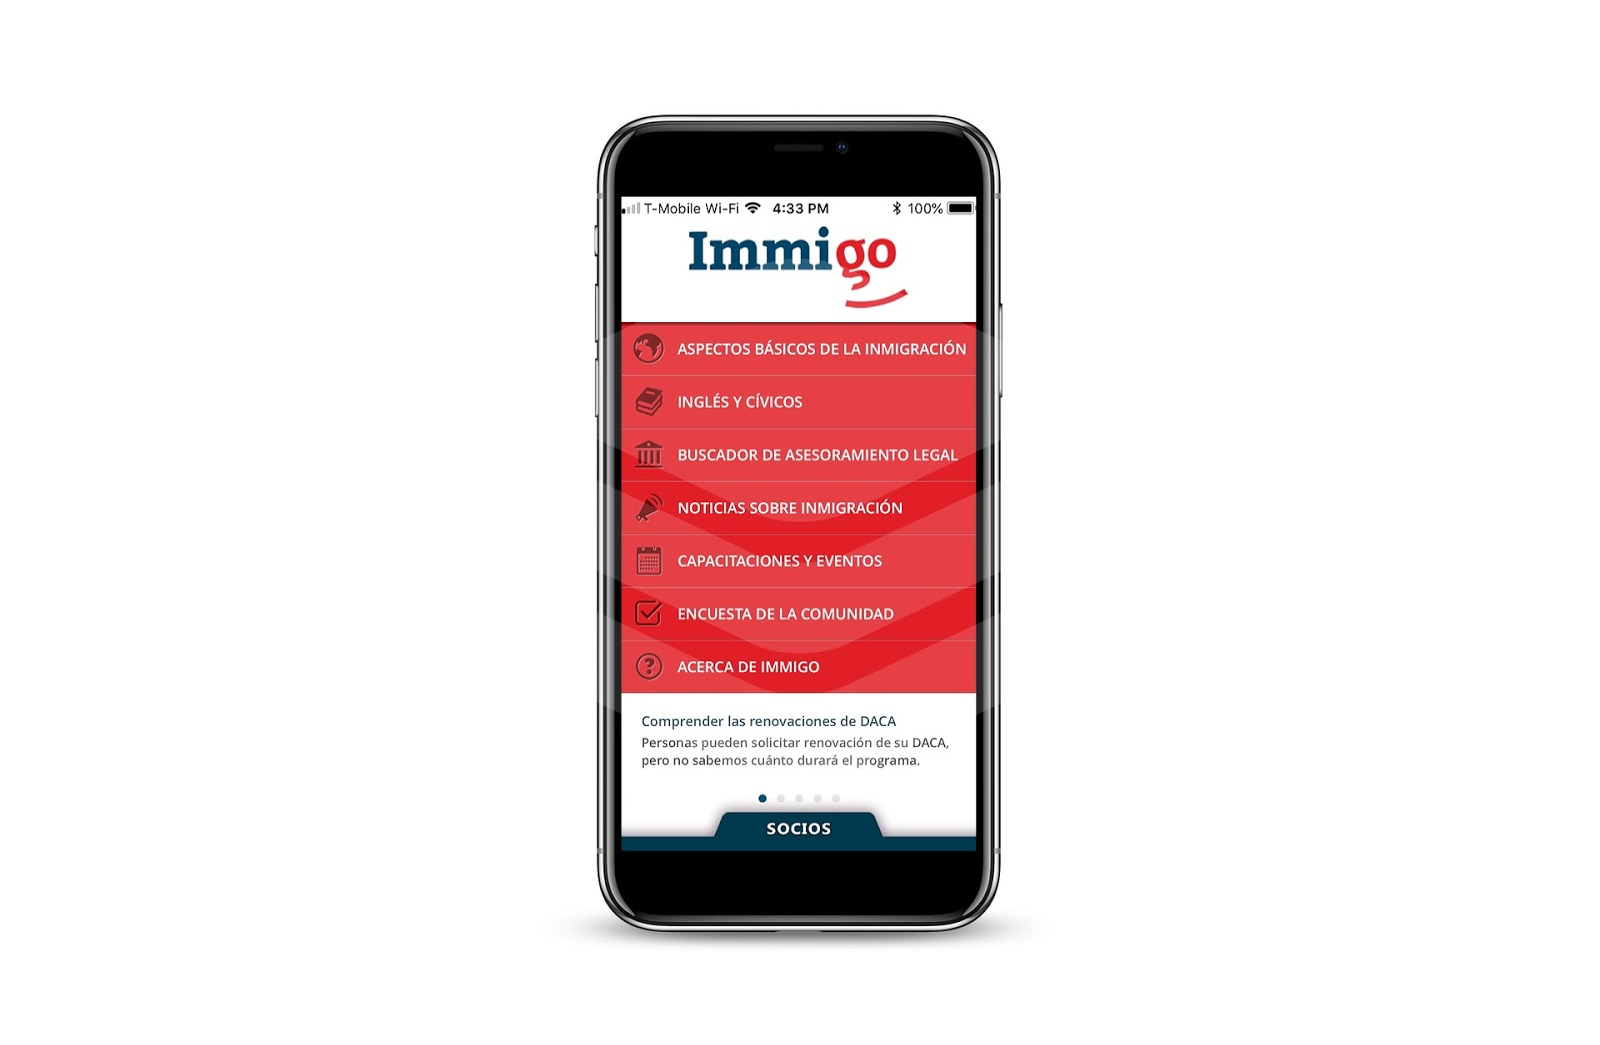 T-Mobile Wi-Fi 4:33 PM 100%
Immigo
ASPECTOS BÁSICOS DE LA INMIGRACIÓN
INGLÉS Y CÍVICOS
BUSCADOR DE ASESORAMIENTO LEGAL
NOTICIAS SOBRE INMIGRACIÓN
CAPACITACIONES Y EVENTOS
ENCUESTA DE LA COMUNIDAD
ACERCA DE IMMIGO
Comprender las renovaciones de DACA
Personas pueden solicitar renovación de su DACA,
pero no sabemos cuánto durará el programa.
SOCIOS